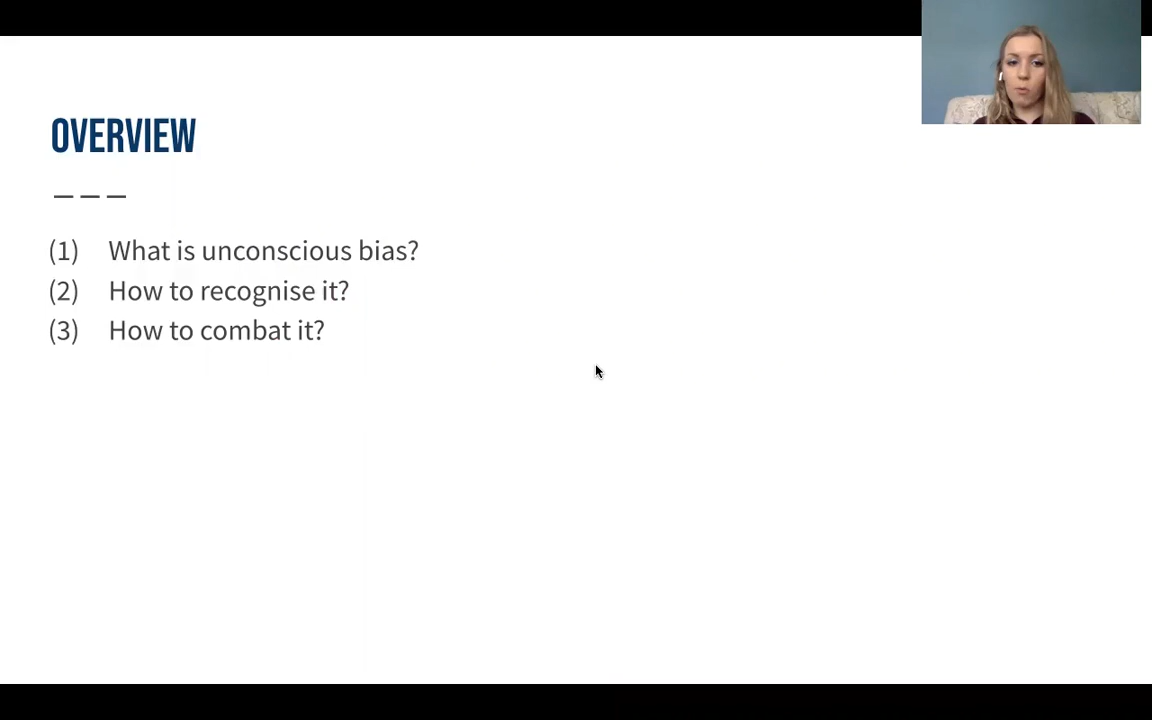 OVERVIEW
(1) What is unconscious bias?
(2) How to recognise it?
(3) How to combat it?